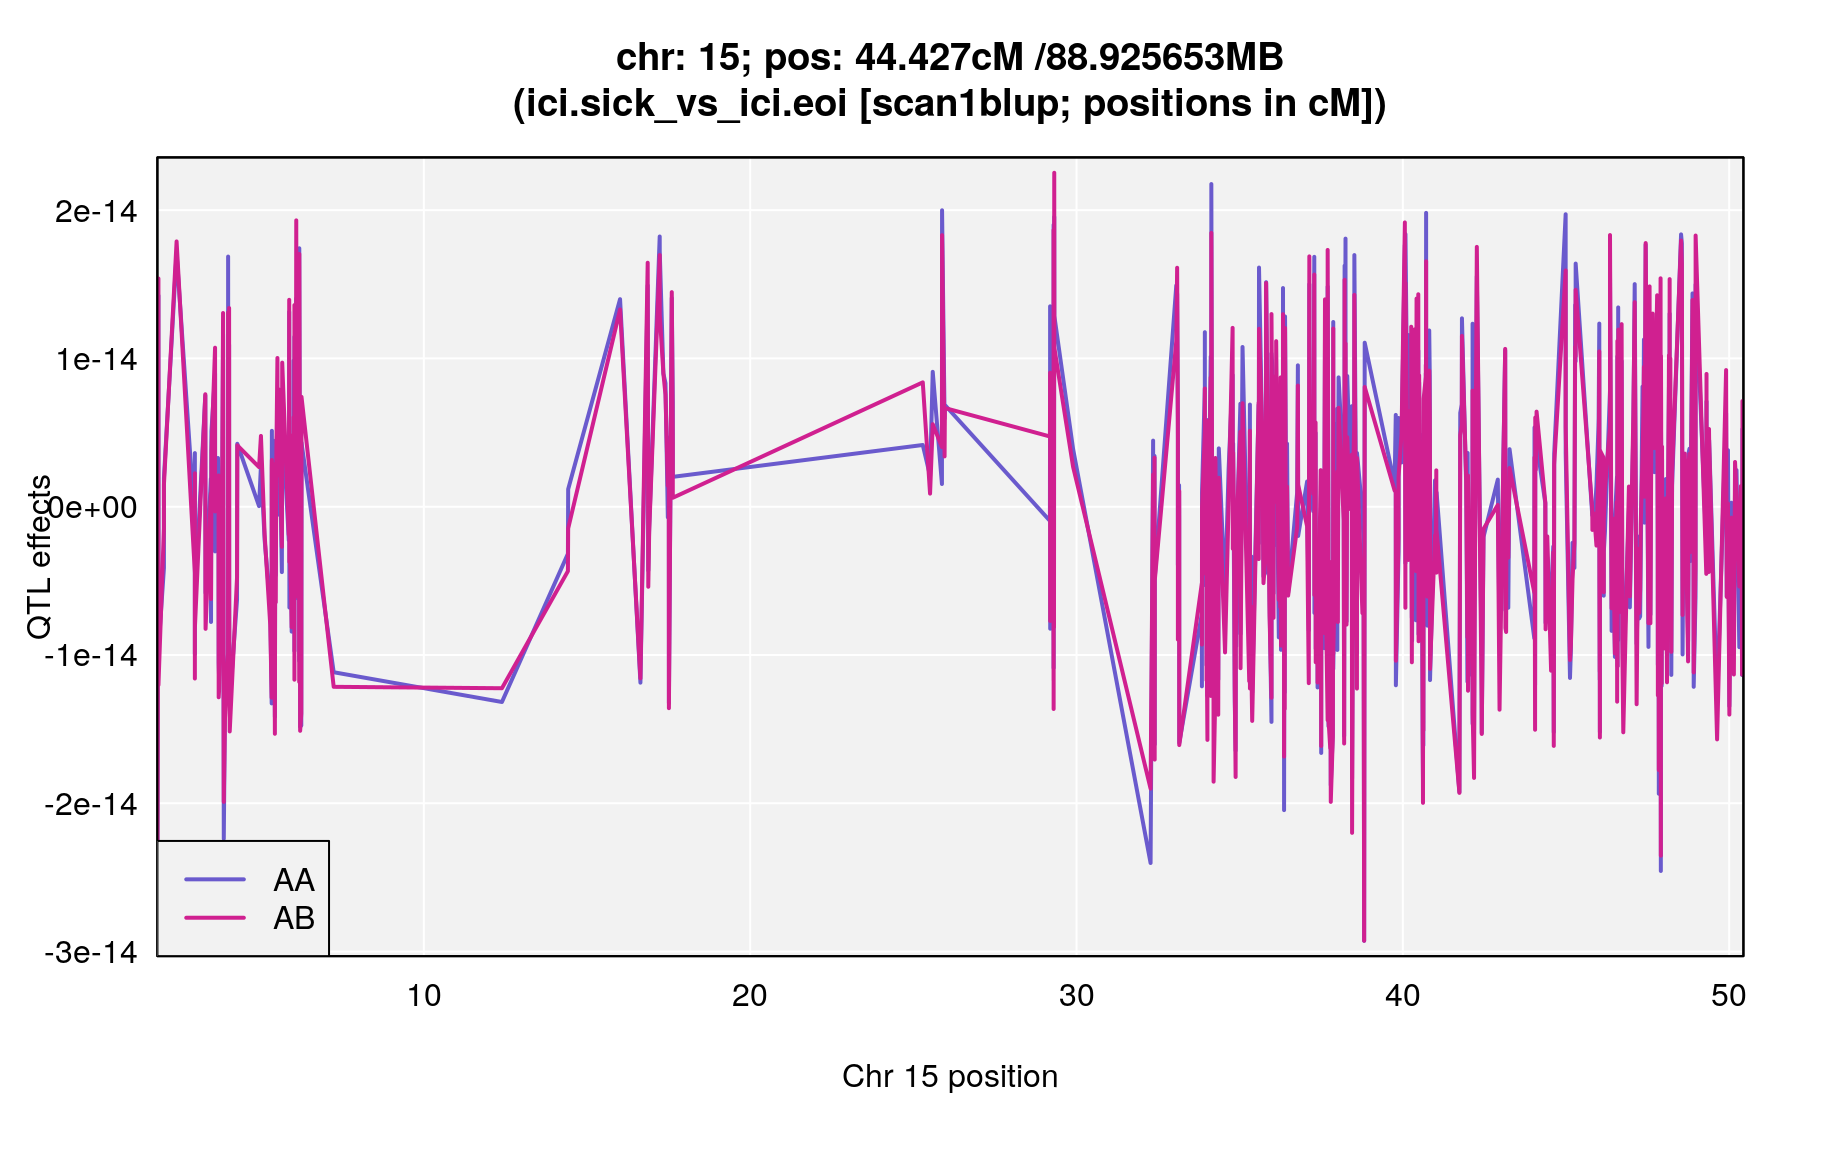 chr: 15; pos: 44.427cM /88.925653MB
(ici.sick_vs_ici.eoi [scan1blup; positions in cM])
QTL effects
2e-14
1e-14
0e+00
-1e-14
-2e-14
-3e-14
AA
AB
10
20
30
40
50
Chr 15 position